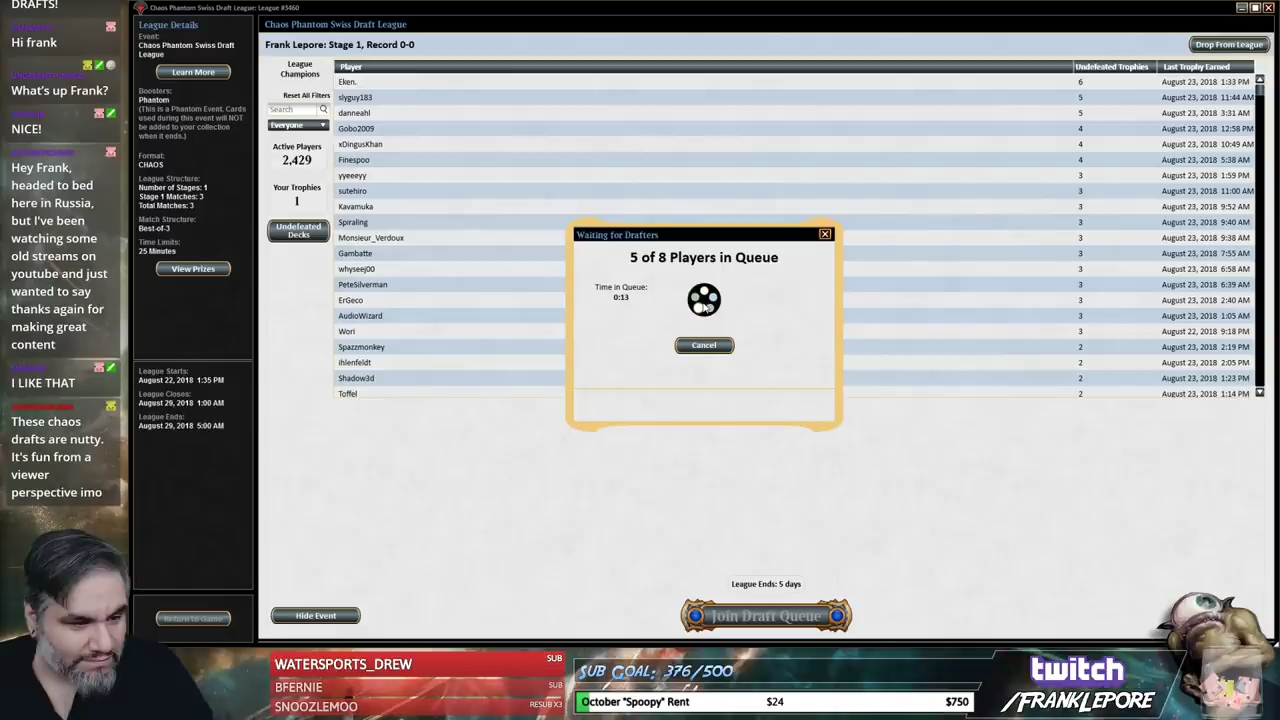 Chaos Phantom Swiss Draft League: League #3460
DRAFTS!
Hi frank
What's up Frank?
NICE!
Hey Frank,
headed to bed
here in Russia,
but I've been
watching some
old streams on
youtube and just
wanted to say
thanks again for
making great
content
I LIKE THAT
These chaos
drafts are nutty.
It's fun from a
viewer
perspective imo
League Details
Event:
Chaos Phantom Swiss Draft
League
Learn More
Boosters:
Phantom
(This is a Phantom Event. Cards
used during this event will NOT
be added to your collection
when it ends.)
Format:
CHAOS
League Structure:
Number of Stages: 1
Stage 1 Matches: 3
Total Matches: 3
Match Structure:
Best-of-3
Time Limits:
25 Minutes
View Prizes
League Starts:
August 22, 2018 1:35 PM
League Closes:
August 29, 2018 1:00 AM
League Ends:
August 29, 2018 5:00 AM
Return to Game
Chaos Phantom Swiss Draft League
Frank Lepore: Stage 1, Record 0-0
Drop From League
League
Champions
Reset All Filters
Search
Everyone
Active Players
2,429
Your Trophies
1
Undefeated
Decks
Player Undefeated Trophies Last Trophy Earned
Eken. 6 August 23, 2018 1:33 PM
slyguy183 5 August 23, 2018 11:44 AM
danneahl 5 August 23, 2018 3:31 AM
Gobo2009 4 August 23, 2018 12:58 PM
xDingusKhan 4 August 23, 2018 10:49 AM
Finespoo 4 August 23, 2018 5:38 AM
yyeeeyy 3 August 23, 2018 1:59 PM
sutehiro 3 August 23, 2018 11:00 AM
Kavamuka 3 August 23, 2018 9:52 AM
Spiraling 3 August 23, 2018 9:40 AM
Monsieur_Verdoux 3 August 23, 2018 9:38 AM
Gambatte 3 August 23, 2018 7:55 AM
whyseej00 3 August 23, 2018 6:58 AM
PeteSilverman 3 August 23, 2018 6:39 AM
ErGeco 3 August 23, 2018 2:40 AM
AudioWizard 3 August 23, 2018 1:05 AM
Wori 3 August 22, 2018 9:18 PM
Spazzmonkey 2 August 23, 2018 2:19 PM
ihlenfeldt 2 August 23, 2018 2:05 PM
Shadow3d 2 August 23, 2018 1:23 PM
Toffel 2 August 23, 2018 1:14 PM
Waiting for Drafters
5 of 8 Players in Queue
Time in Queue:
0:13
Cancel
League Ends: 5 days
Hide Event
Join Draft Queue
WATERSPORTS_DREW SUB
BFERNIE SUB
SNOOZLEMOO RESUB X3
SUB GOAL: 376/500
October "Spoopy" Rent $24 $750
twitch
/FRANKLEPORE